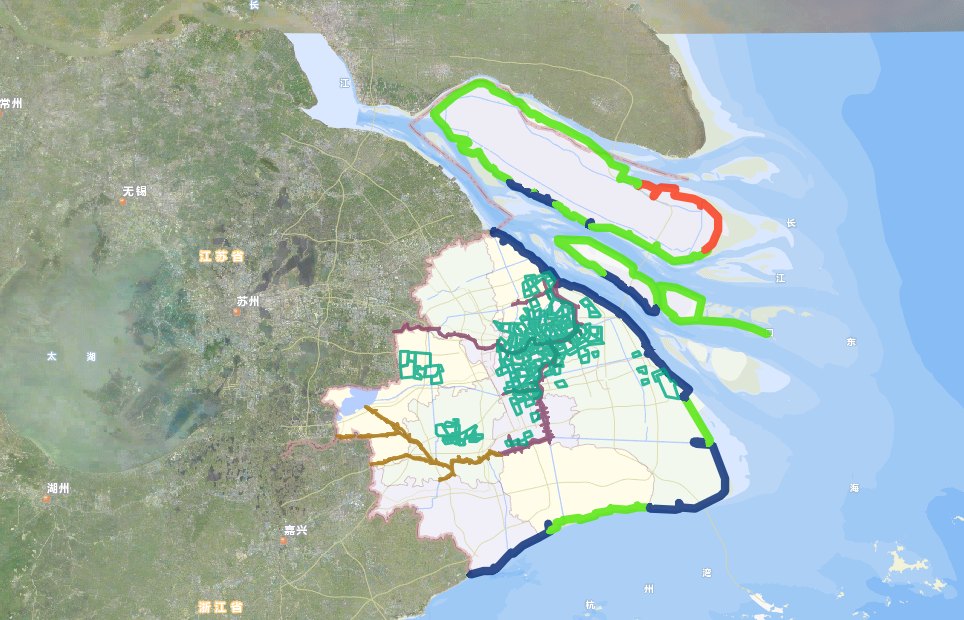 长
江
常州
无锡
长
江苏省
江
苏州
口
东
太 湖
海
湖州
嘉兴
湾
州
杭
浙江省